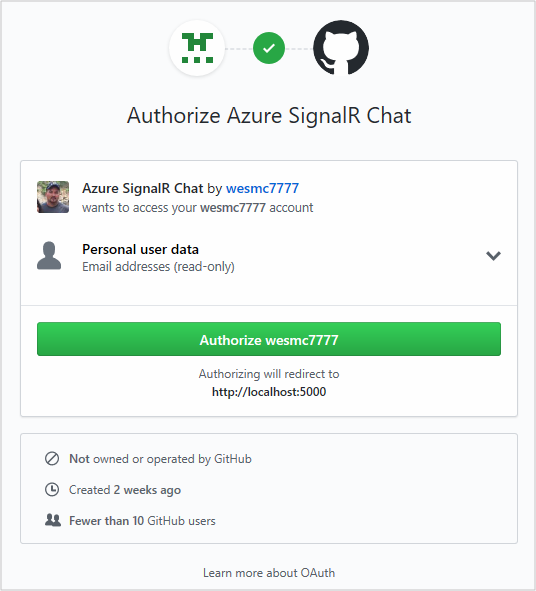 Authorize Azure SignalR Chat
Azure SignalR Chat by wesmc7777
wants to access your wesmc7777 account
Personal user data
Email addresses (read-only)
Authorize wesmc7777
Authorizing will redirect to
http://localhost:5000
Not owned or operated by GitHub
Created 2 weeks ago
Fewer than 10 GitHub users
Learn more about OAuth